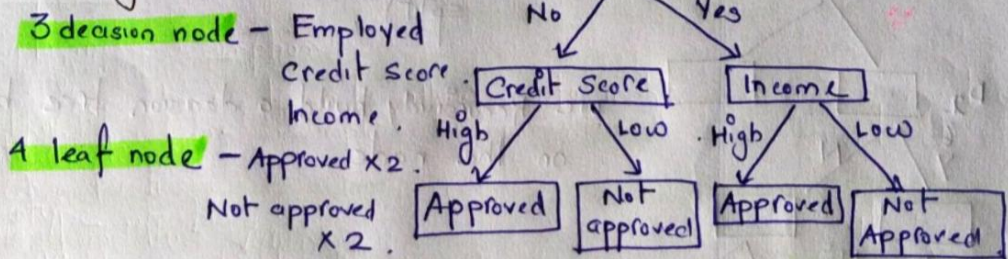 3 decision node - Employed
Credit Score.
Income.
4 leaf node - Approved x2.
Not approved
x2.
No
Yes
Credit Score
Income
High
Low
High
Low
Approved
Not
approved
Approved
Not
Approved